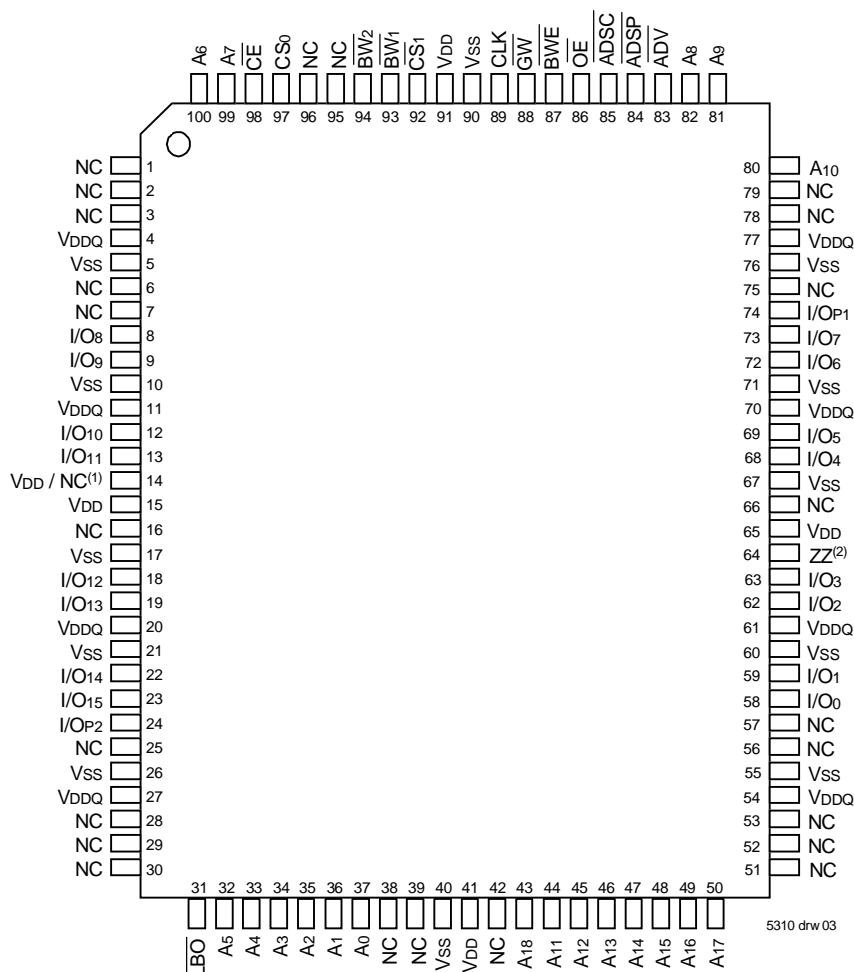 A6 A7 CE CS0 NC NC BW2 BW1 CS1 VDD VSS CLK GW BWE OE ADSC ADSP ADV A8 A9
100 99 98 97 96 95 94 93 92 91 90 89 88 87 86 85 84 83 82 81
NC 1 80 A10
NC 2 79 NC
NC 3 78 NC
VDDQ 4 77 VDDQ
VSS 5 76 VSS
NC 6 75 NC
NC 7 74 I/OP1
I/O8 8 73 I/O7
I/O9 9 72 I/O6
VSS 10 71 VSS
VDDQ 11 70 VDDQ
I/O10 12 69 I/O5
I/O11 13 68 I/O4
VDD / NC(1) 14 67 VSS
VDD 15 66 NC
NC 16 65 VDD
VSS 17 64 ZZ(2)
I/O12 18 63 I/O3
I/O13 19 62 I/O2
VDDQ 20 61 VDDQ
VSS 21 60 VSS
I/O14 22 59 I/O1
I/O15 23 58 I/O0
I/OP2 24 57 NC
NC 25 56 NC
VSS 26 55 VSS
VDDQ 27 54 VDDQ
NC 28 53 NC
NC 29 52 NC
NC 30 51 NC
31 32 33 34 35 36 37 38 39 40 41 42 43 44 45 46 47 48 49 50
LBO A5 A4 A3 A2 A1 A0 NC NC VSS VDD NC A18 A11 A12 A13 A14 A15 A16 A17
5310 drw 03